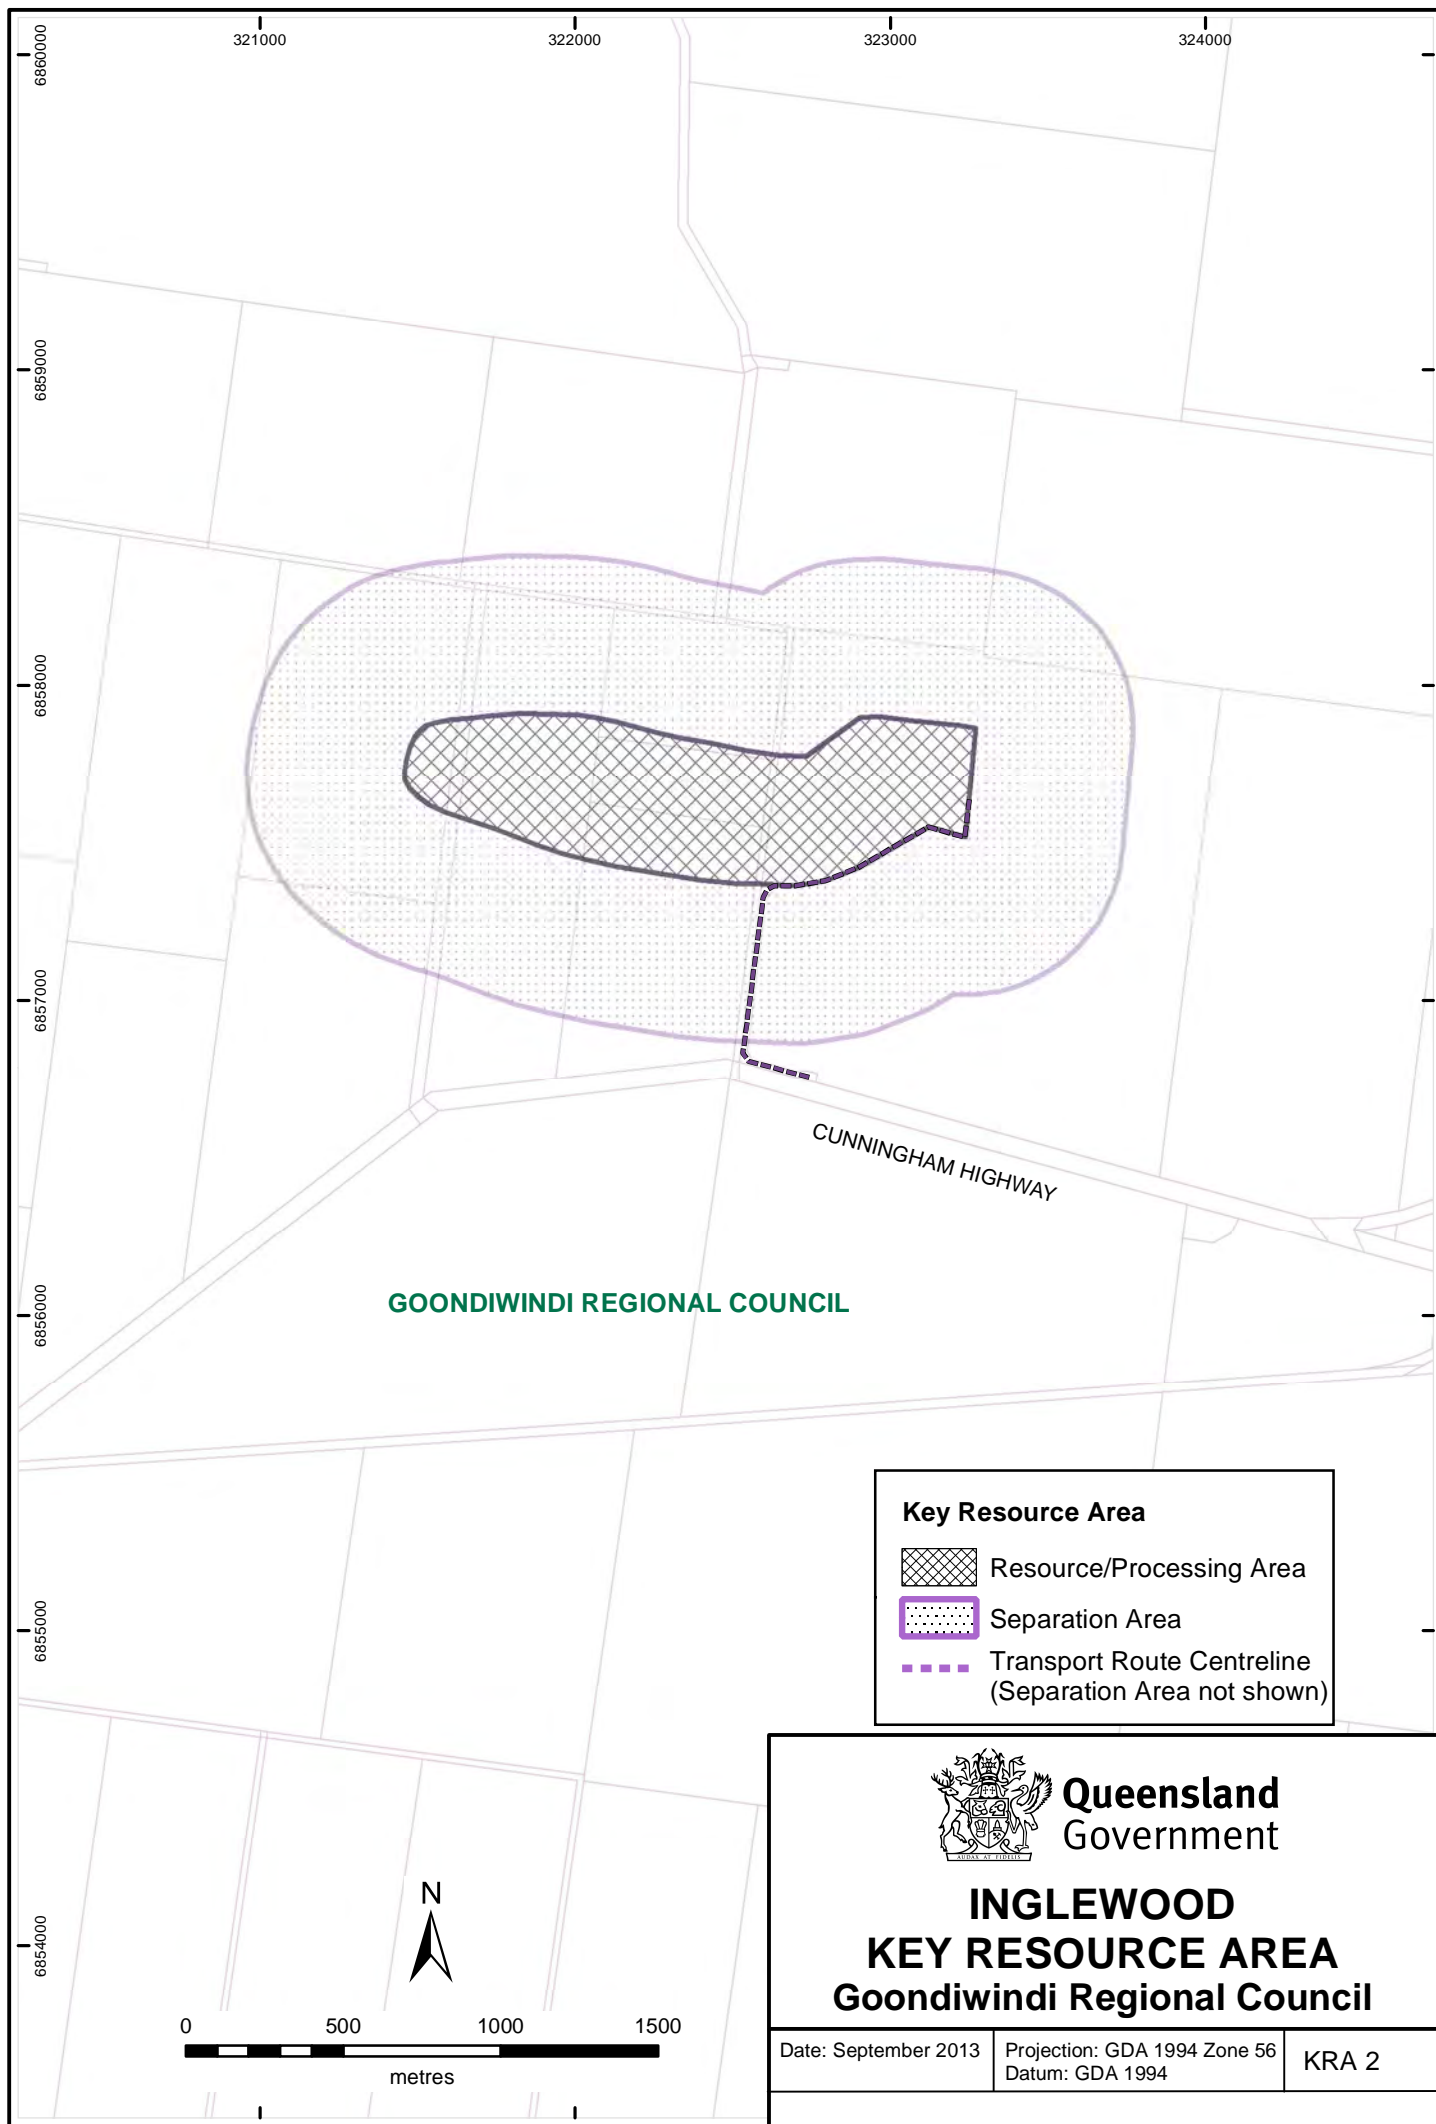 321000
322000
323000
324000
6860000
6859000
6858000
6857000
6856000
6855000
6854000
CUNNINGHAM HIGHWAY
GOONDIWINDI REGIONAL COUNCIL
Key Resource Area
Resource/Processing Area
Separation Area
Transport Route Centreline
(Separation Area not shown)
AUDAX AT FIDELIS
Queensland
Government
INGLEWOOD
KEY RESOURCE AREA
Goondiwindi Regional Council
Date: September 2013
Projection: GDA 1994 Zone 56
Datum: GDA 1994
KRA 2
N
0 500 1000 1500
metres